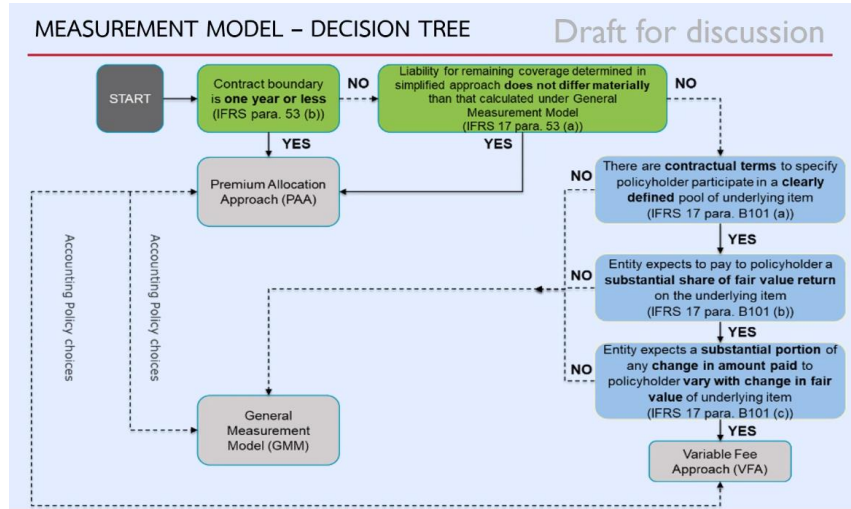 MEASUREMENT MODEL – DECISION TREE
Draft for discussion
START
Contract boundary
is one year or less
(IFRS para. 53 (b))
NO
Liability for remaining coverage determined in
simplified approach does not differ materially
than that calculated under General
Measurement Model
(IFRS 17 para. 53 (a))
NO
YES
YES
Premium Allocation
Approach (PAA)
NO
There are contractual terms to specify
policyholder participate in a clearly
defined pool of underlying item
(IFRS 17 para. B101 (a))
YES
Accounting Policy choices
Accounting Policy choices
NO
Entity expects to pay to policyholder a
substantial share of fair value return
on the underlying item
(IFRS 17 para. B101 (b))
YES
NO
Entity expects a substantial portion of
any change in amount paid to
policyholder vary with change in fair
value of underlying item
(IFRS 17 para. B101 (c))
YES
General
Measurement
Model (GMM)
Variable Fee
Approach (VFA)